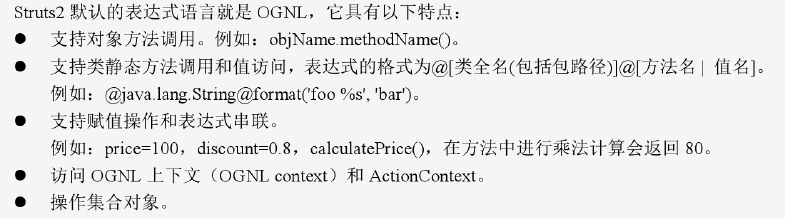 Struts2 默认的表达式语言就是 OGNL，它具有以下特点：
● 支持对象方法调用。例如：objName.methodName()。
● 支持类静态方法调用和值访问，表达式的格式为@[类全名(包括包路径)]@[方法名 | 值名]。
例如：@java.lang.String@format('foo %s', 'bar')。
● 支持赋值操作和表达式串联。
例如：price=100，discount=0.8，calculatePrice()，在方法中进行乘法计算会返回 80。
● 访问 OGNL 上下文（OGNL context）和 ActionContext。
● 操作集合对象。